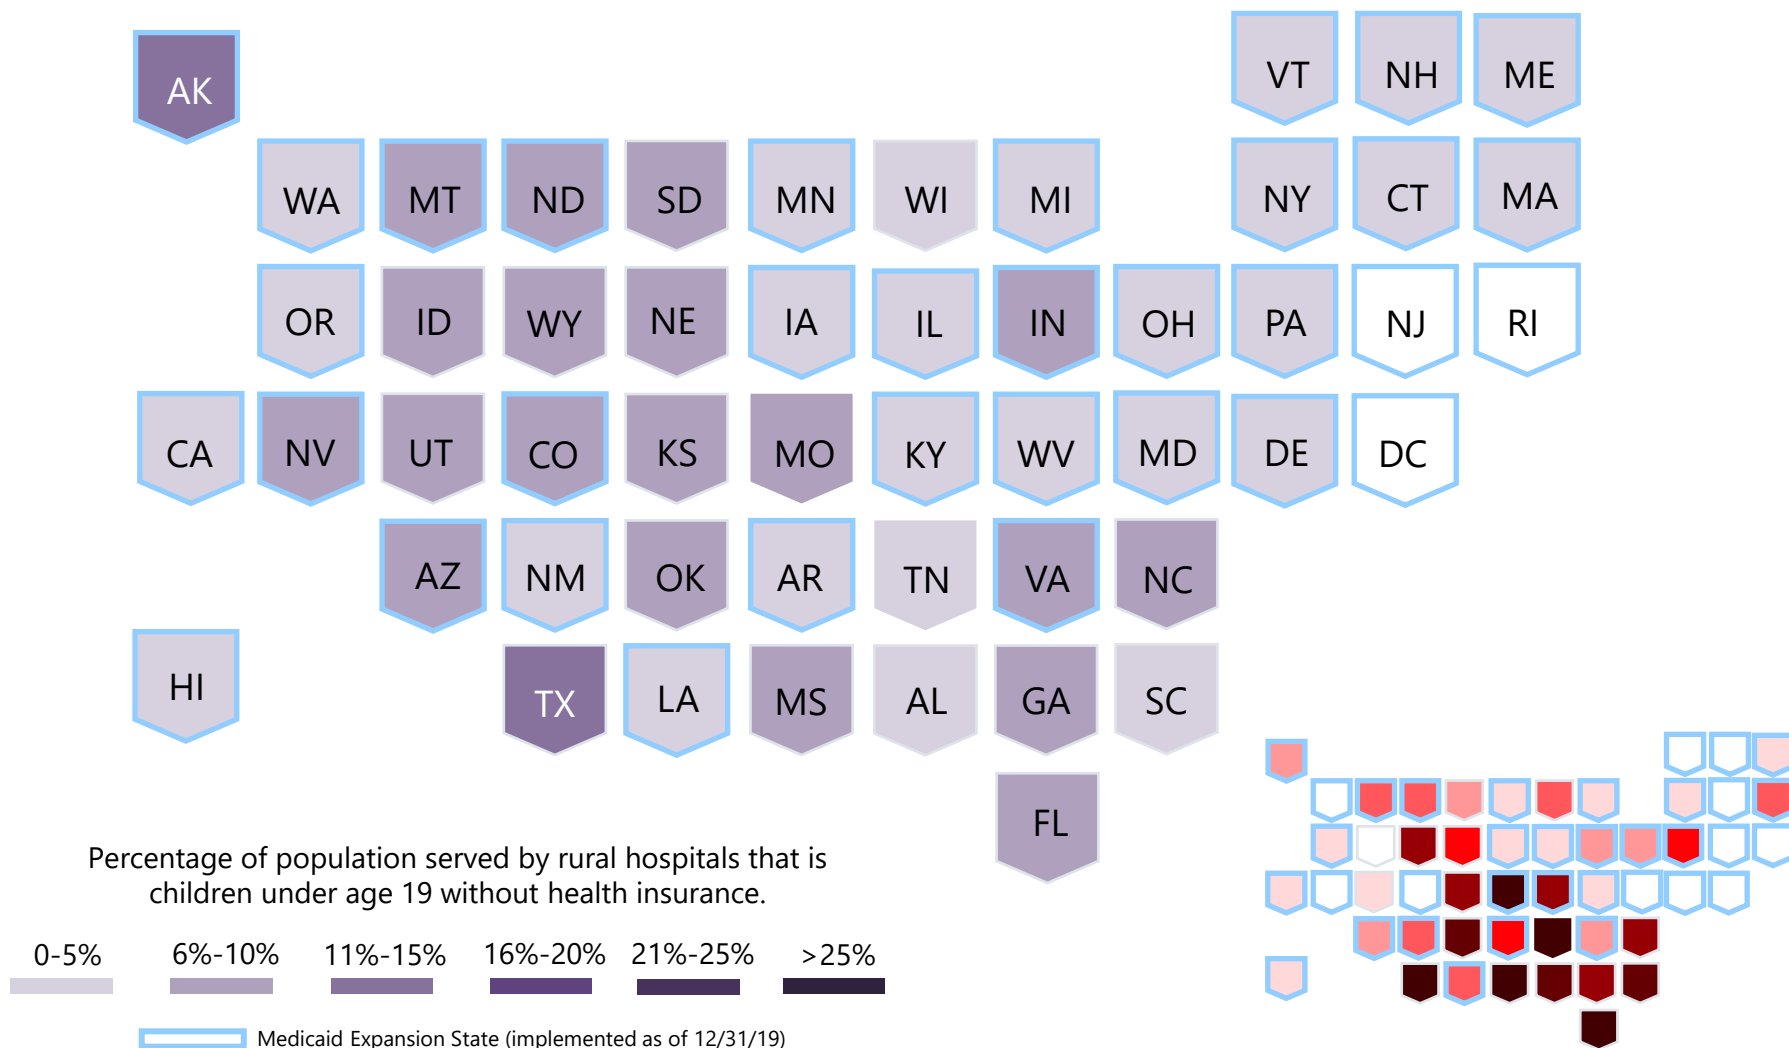 VT NH ME
AK
WA MT ND SD MN WI MI NY CT MA
OR ID WY NE IA IL IN OH PA NJ RI
CA NV UT CO KS MO KY WV MD DE DC
AZ NM OK AR TN VA NC
HI TX LA MS AL GA SC
FL
Percentage of population served by rural hospitals that is
children under age 19 without health insurance.
0-5% 6%-10% 11%-15% 16%-20% 21%-25% >25%
Medicaid Expansion State (implemented as of 12/31/19)